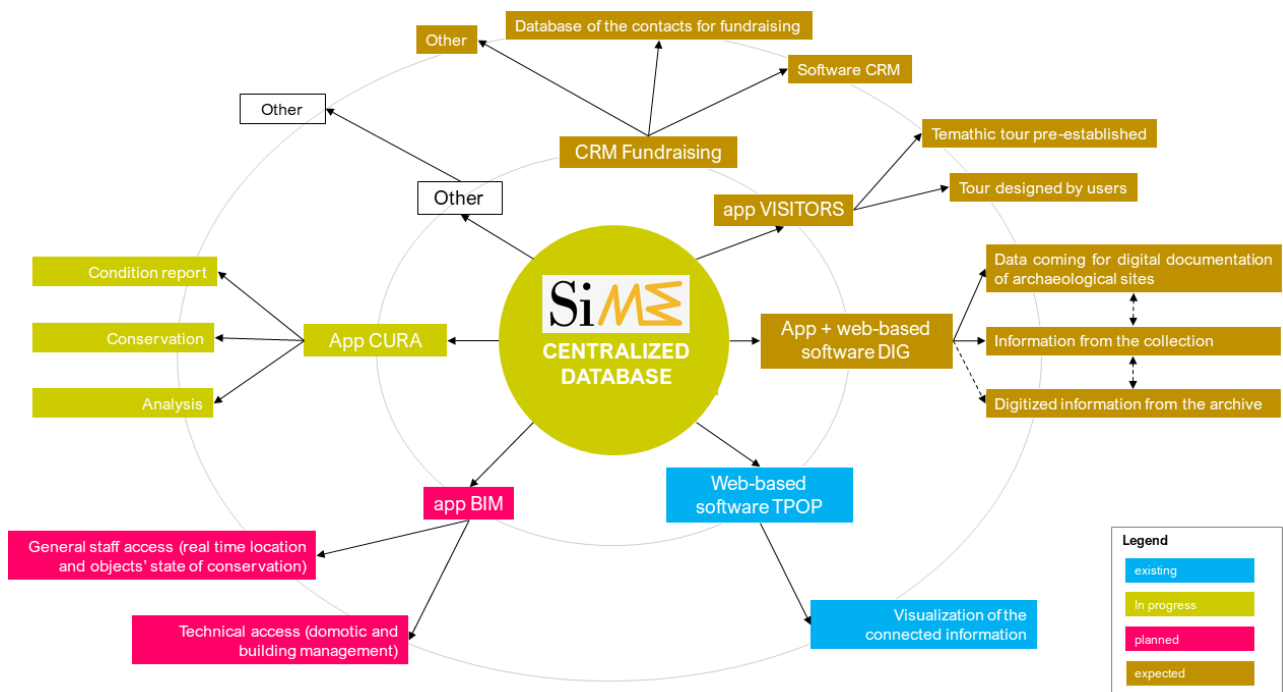 Database of the contacts for fundraising
Other
Software CRM
Other
CRM Fundraising
Temathic tour pre-established
Tour designed by users
app VISITORS
Other
Condition report
Conservation
Analysis
App CURA
SiME
CENTRALIZED
DATABASE
App + web-based
software DIG
Data coming for digital documentation
of archaeological sites
Information from the collection
Digitized information from the archive
app BIM
Web-based
software TPOP
General staff access (real time location
and objects' state of conservation)
Technical access (domotic and
building management)
Visualization of the
connected information
Legend
existing
In progress
planned
expected